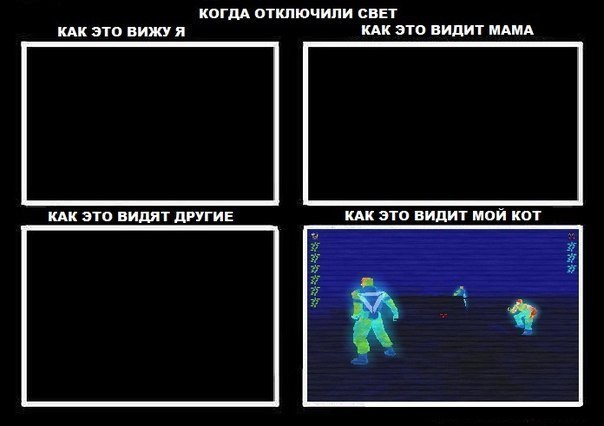 КОГДА ОТКЛЮЧИЛИ СВЕТ
КАК ЭТО ВИЖУ Я
КАК ЭТО ВИДИТ МАМА
КАК ЭТО ВИДЯТ ДРУГИЕ
КАК ЭТО ВИДИТ МОЙ КОТ